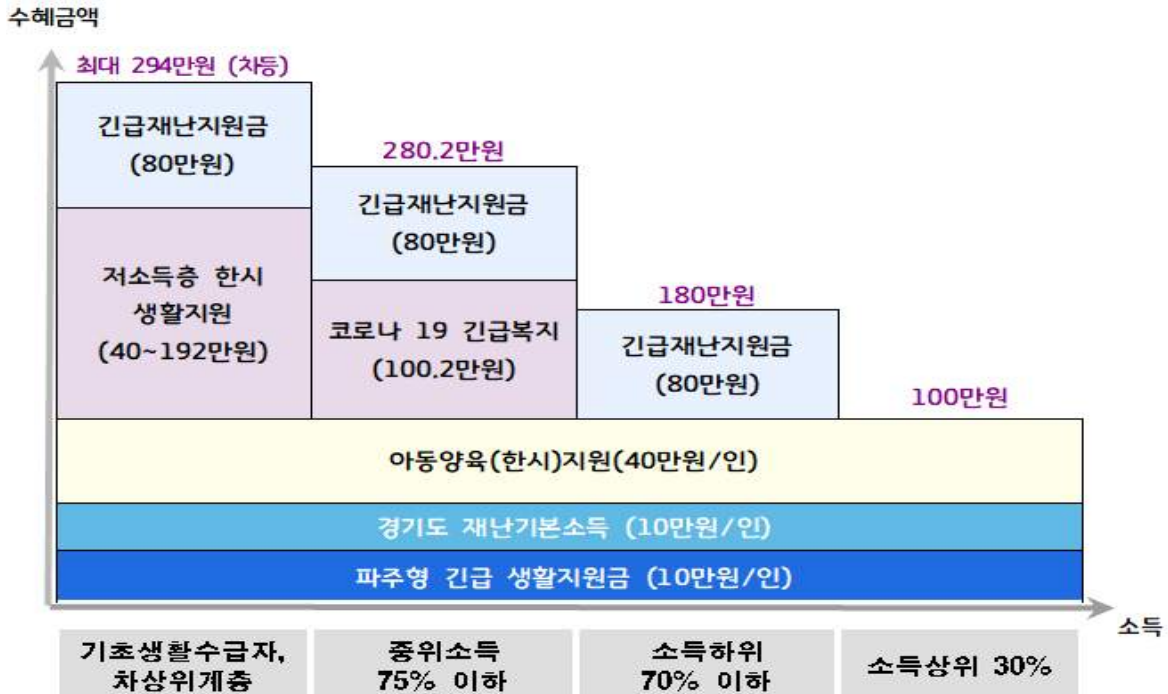 수혜금액
최대 294만원 (차등)
긴급재난지원금
(80만원)
저소득층 한시
생활지원
(40~192만원)
280.2만원
긴급재난지원금
(80만원)
코로나 19 긴급복지
(100.2만원)
180만원
긴급재난지원금
(80만원)
100만원
아동양육(한시)지원(40만원/인)
경기도 재난기본소득 (10만원/인)
파주형 긴급 생활지원금 (10만원/인)
소득
기초생활수급자,
차상위계층
중위소득
75% 이하
소득하위
70% 이하
소득상위 30%